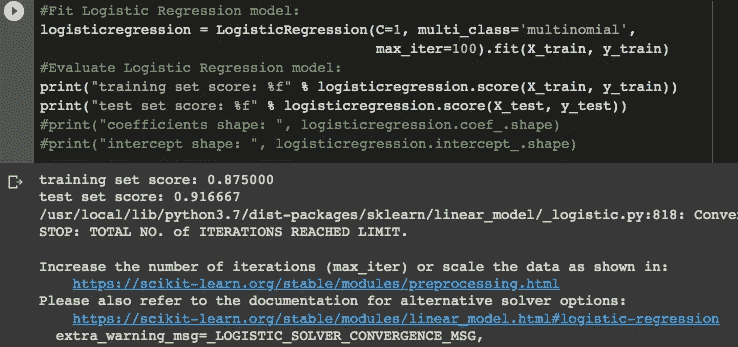 #Fit Logistic Regression model:
logisticregression = LogisticRegression(C=1, multi_class='multinomial',
max_iter=100).fit(X_train, y_train)
#Evaluate Logistic Regression model:
print("training set score: %f" % logisticregression.score(X_train, y_train))
print("test set score: %f" % logisticregression.score(X_test, y_test))
#print("coefficients shape: ", logisticregression.coef_.shape)
#print("intercept shape: ", logisticregression.intercept_.shape)
training set score: 0.875000
test set score: 0.916667
/usr/local/lib/python3.7/dist-packages/sklearn/linear_model/_logistic.py:818: Conve
STOP: TOTAL NO. of ITERATIONS REACHED LIMIT.
Increase the number of iterations (max_iter) or scale the data as shown in:
https://scikit-learn.org/stable/modules/preprocessing.html
Please also refer to the documentation for alternative solver options:
https://scikit-learn.org/stable/modules/linear_model.html#logistic-regression
extra_warning_msg=_LOGISTIC_SOLVER_CONVERGENCE_MSG,